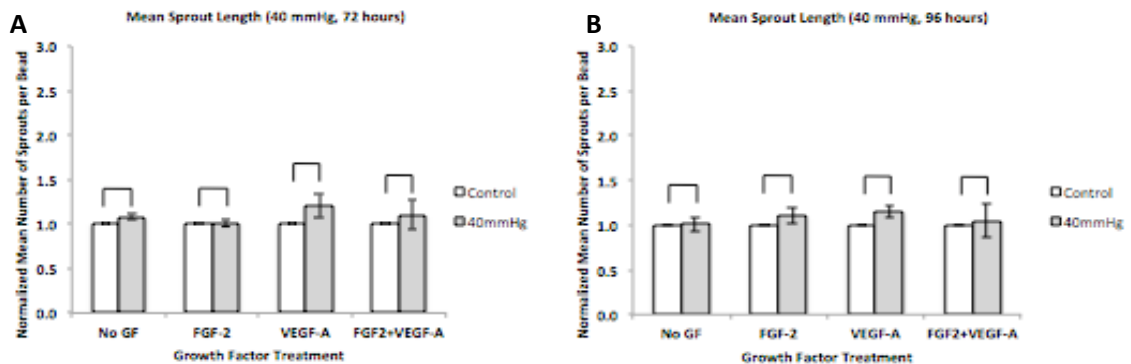 A
Mean Sprout Length (40 mmHg, 72 hours)
Normalized Mean Number of Sprouts per Bead
3.0
2.5
2.0
1.5
1.0
0.5
0.0
No GF FGF-2 VEGF-A FGF2+VEGF-A
Growth Factor Treatment
Control
40mmHg
B
Mean Sprout Length (40 mmHg, 96 hours)
Normalized Mean Number of Sprouts per Bead
3.0
2.5
2.0
1.5
1.0
0.5
0.0
No GF FGF-2 VEGF-A FGF2+VEGF-A
Growth Factor Treatment
Control
40mmHg